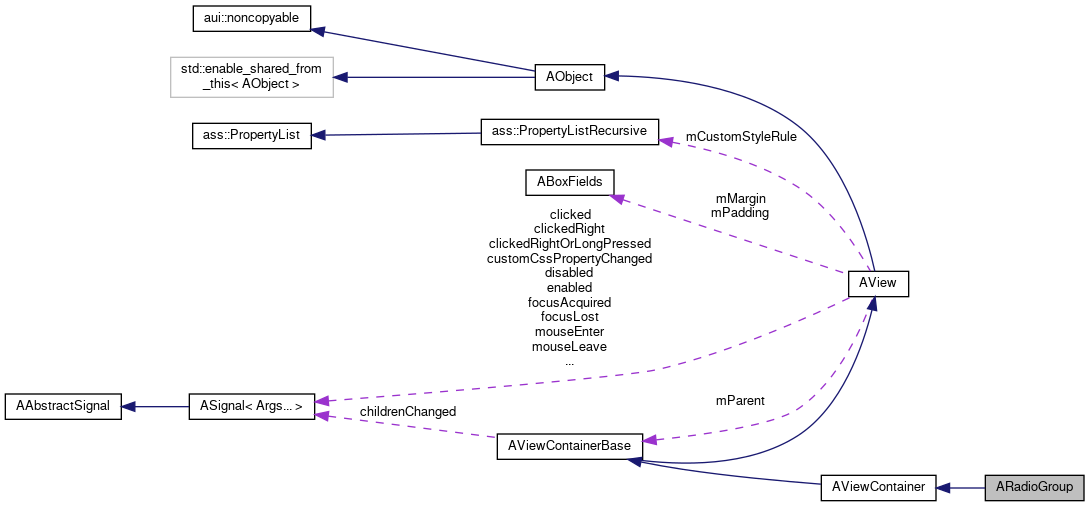 aui::noncopyable
std::enable_shared_from
_this< AObject >
AObject
ass::PropertyList
ass::PropertyListRecursive
mCustomStyleRule
ABoxFields
mMargin
mPadding
clicked
clickedRight
clickedRightOrLongPressed
customCssPropertyChanged
disabled
enabled
focusAcquired
focusLost
mouseEnter
mouseLeave
...
AView
AAbstractSignal
ASignal< Args... >
childrenChanged
mParent
AViewContainerBase
AViewContainer
ARadioGroup